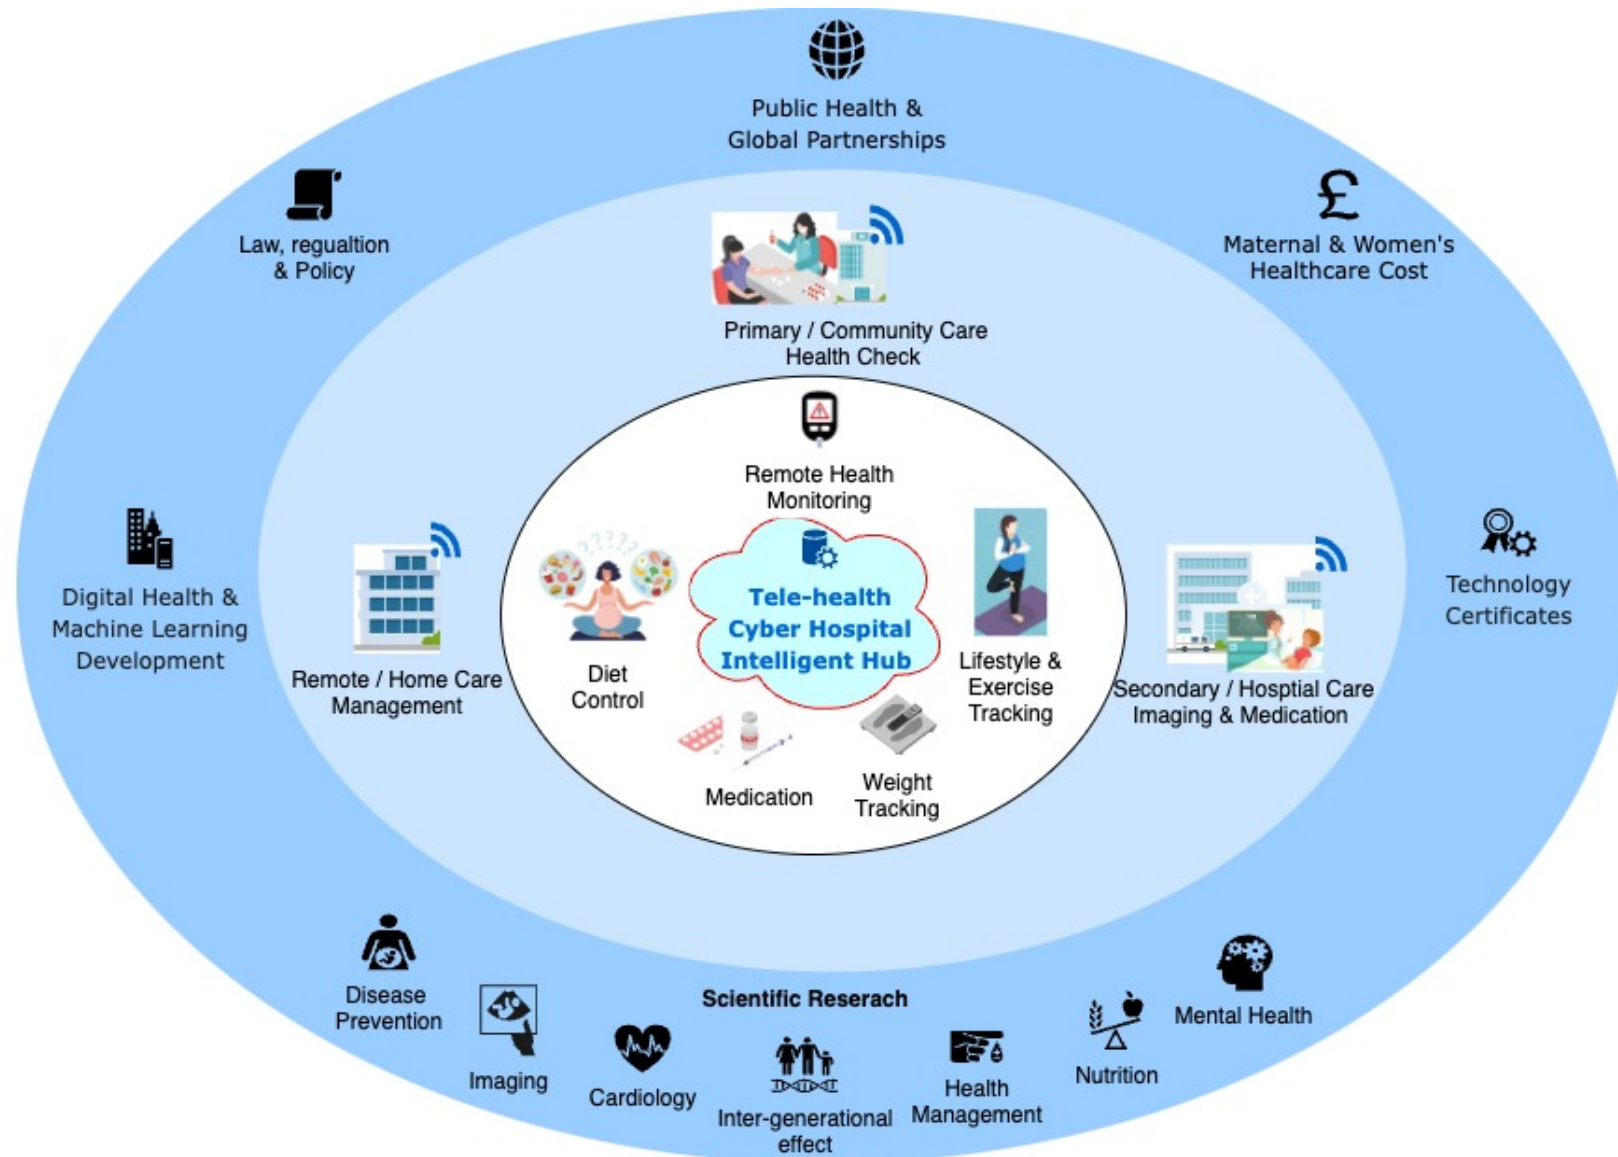 Public Health &
Global Partnerships
Law, regualtion
& Policy
£
Maternal & Women's
Healthcare Cost
Primary / Community Care
Health Check
Remote Health
Monitoring
Digital Health &
Machine Learning
Development
Remote / Home Care
Management
??????
Diet
Control
Tele-health
Cyber Hospital
Intelligent Hub
Lifestyle &
Exercise
Tracking
Secondary / Hosptial Care
Imaging & Medication
Technology
Certificates
Medication
Weight
Tracking
Scientific Reserach
Disease
Prevention
Imaging
Cardiology
Inter-generational
effect
Health
Management
Nutrition
Mental Health